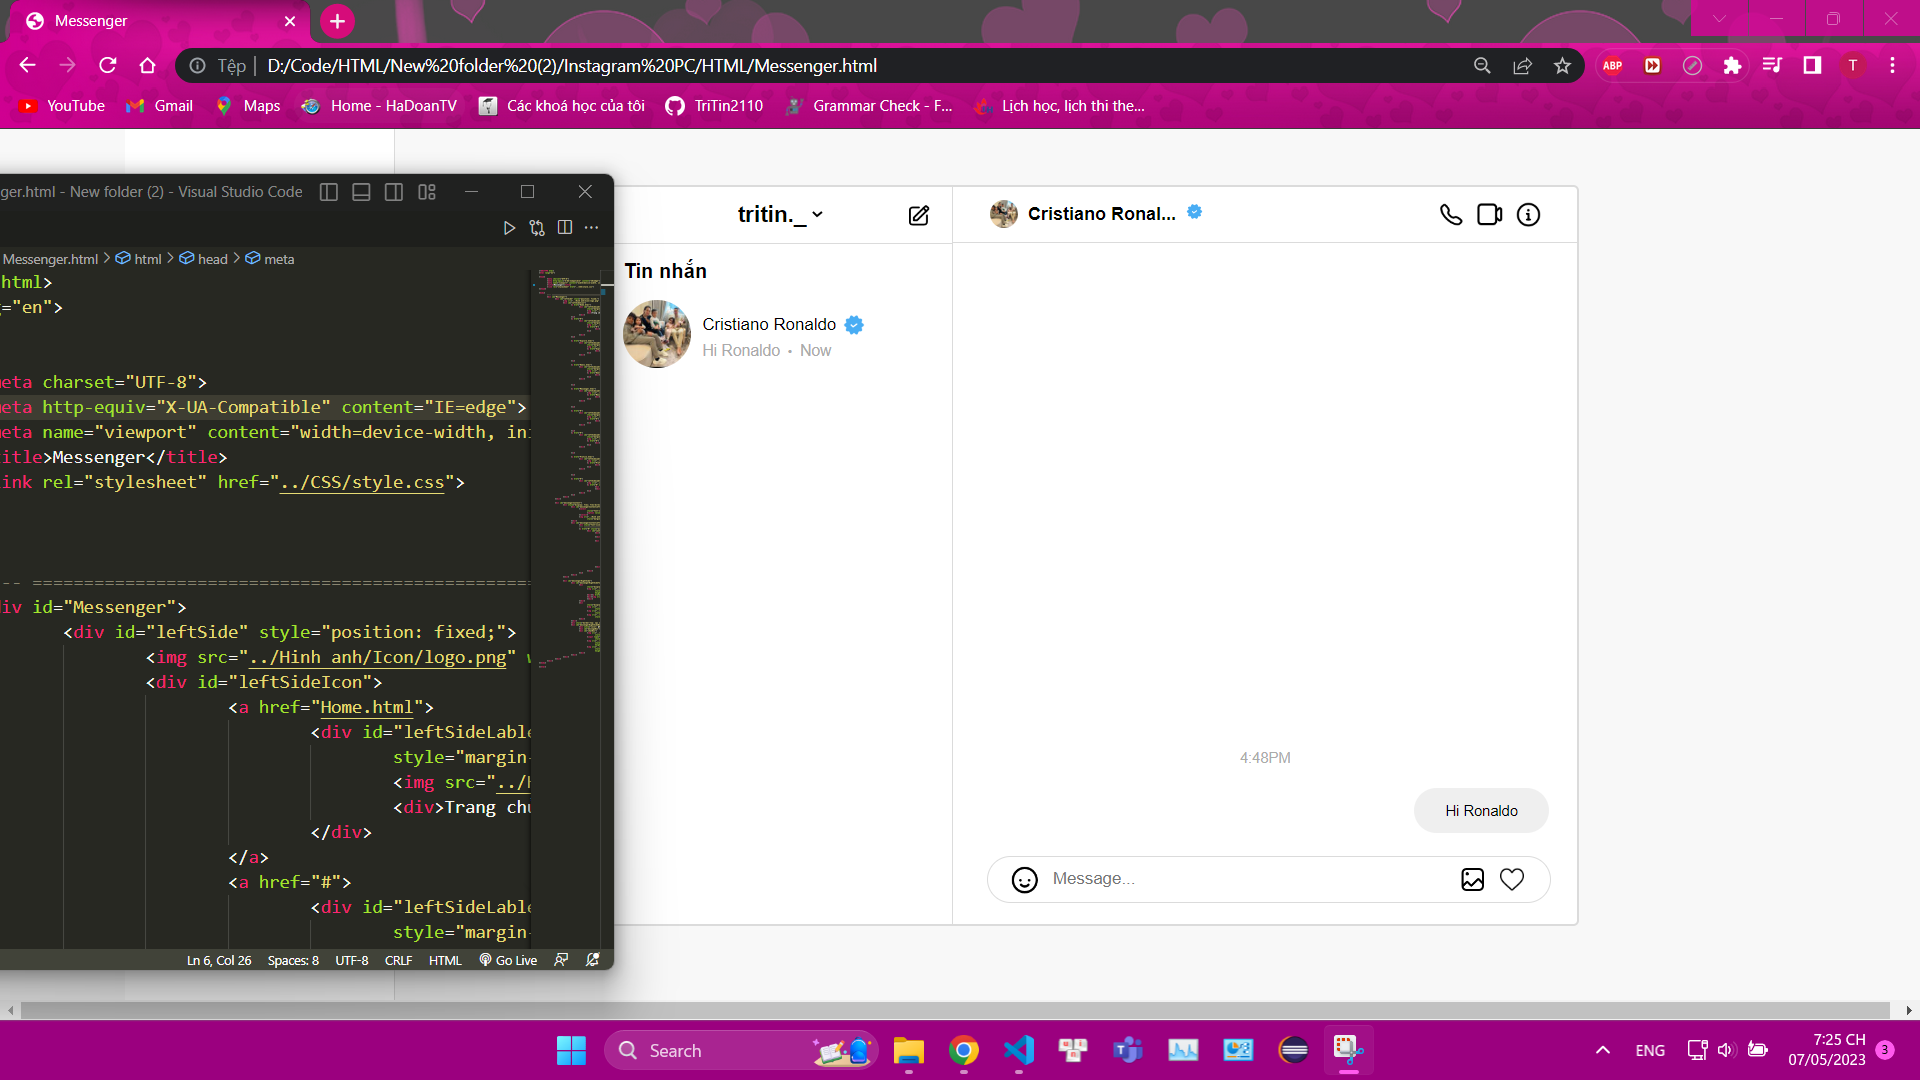 Messenger
Tệp
D:/Code/HTML/New%20folder%20(2)/Instagram%20PC/HTML/Messenger.html
ABP
T
YouTube
Gmail
Maps
Home - HaDoanTV
Các khoá học của tôi
TriTin2110
Grammar Check - F...
Lịch học, lịch thi the...
ger.html - New folder (2) - Visual Studio Code
Messenger.html > html > head > meta
html>
="en">
eta charset="UTF-8">
eta http-equiv="X-UA-Compatible" content="IE=edge">
eta name="viewport" content="width=device-width, ini
itle>Messenger</title>
ink rel="stylesheet" href="../CSS/style.css">
-- ================================================
iv id="Messenger">
<div id="leftSide" style="position: fixed;">
<img src="../Hinh anh/Icon/logo.png" w
<div id="leftSideIcon">
<a href="Home.html">
<div id="leftSideLable
style="margin-
<img src="../H
<div>Trang chủ
</div>
</a>
<a href="#">
<div id="leftSideLable
style="margin-
Ln 6, Col 26 Spaces: 8 UTF-8 CRLF HTML Go Live
tritin._
Tin nhắn
Cristiano Ronaldo
Hi Ronaldo • Now
Cristiano Ronal...
4:48PM
Hi Ronaldo
Message...
Search
ENG
7:25 CH
07/05/2023
3